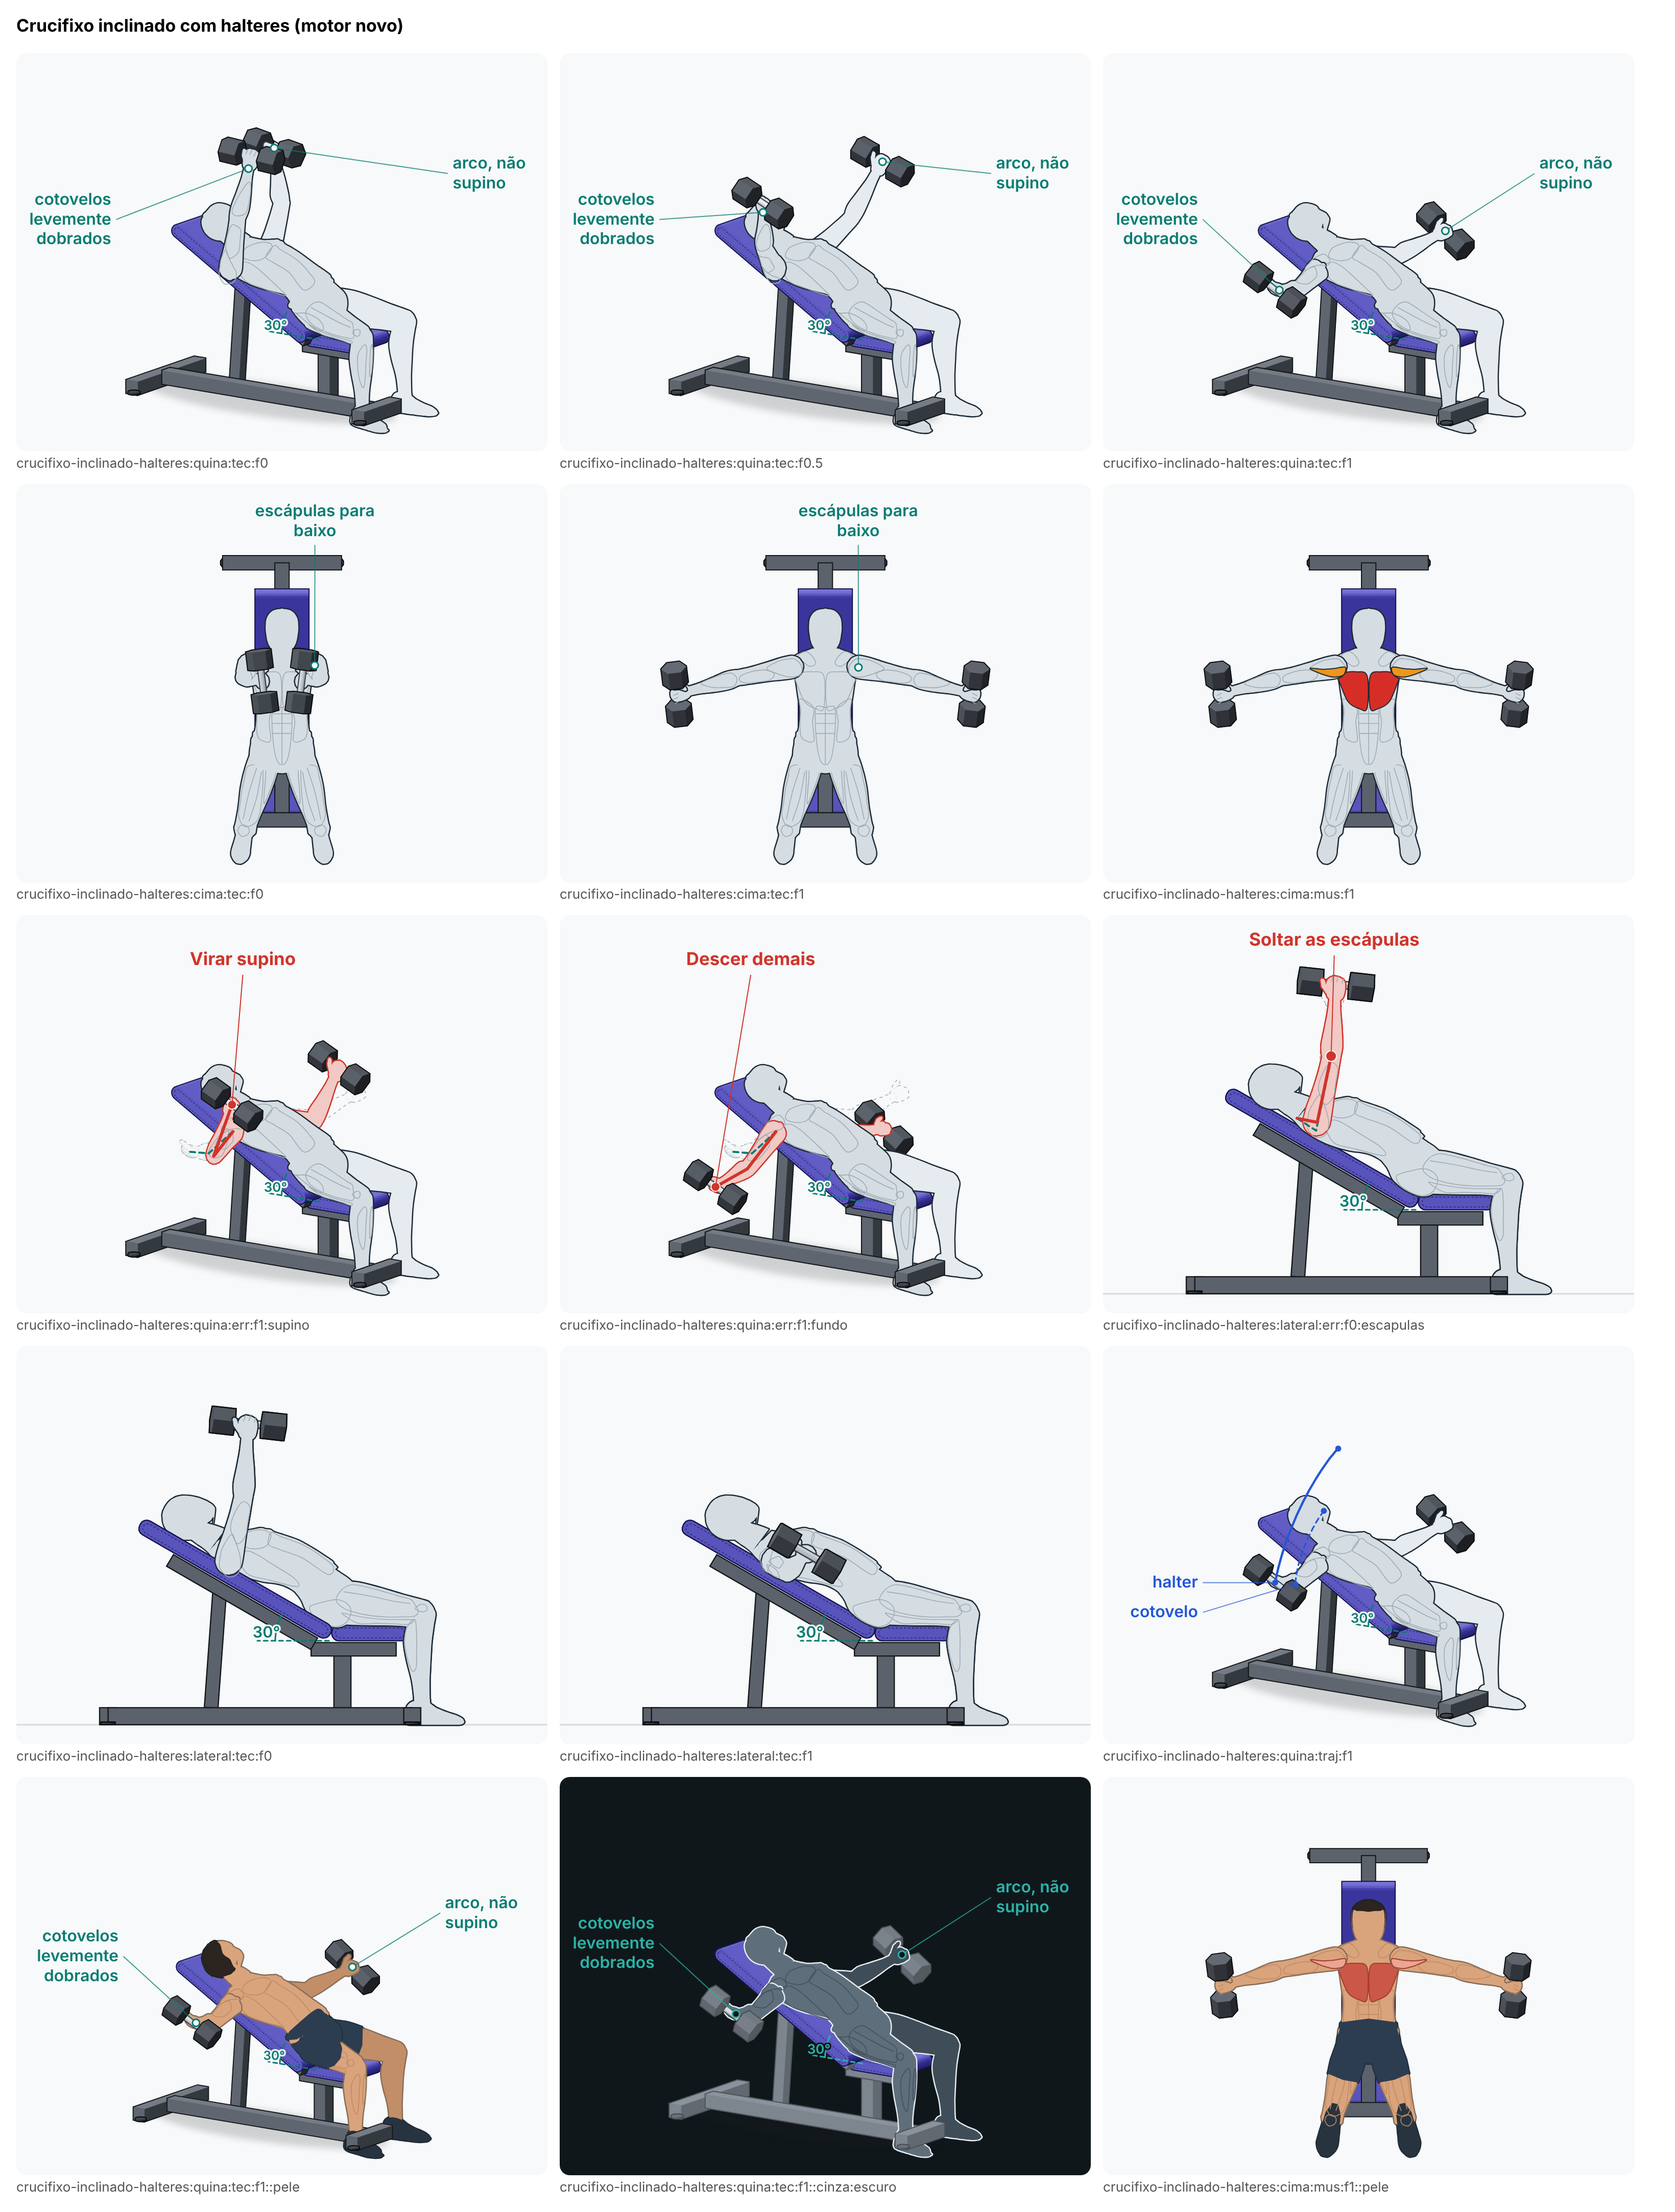 Crucifixo inclinado com halteres (motor novo)
cotovelos
levemente
dobrados
arco, não
supino
30°
crucifixo-inclinado-halteres:quina:tec:f0
cotovelos
levemente
dobrados
arco, não
supino
30°
crucifixo-inclinado-halteres:quina:tec:f0.5
cotovelos
levemente
dobrados
arco, não
supino
30°
crucifixo-inclinado-halteres:quina:tec:f1
escápulas para
baixo
crucifixo-inclinado-halteres:cima:tec:f0
escápulas para
baixo
crucifixo-inclinado-halteres:cima:tec:f1
crucifixo-inclinado-halteres:cima:mus:f1
Virar supino
30°
crucifixo-inclinado-halteres:quina:err:f1:supino
Descer demais
30°
crucifixo-inclinado-halteres:quina:err:f1:fundo
Soltar as escápulas
30°
crucifixo-inclinado-halteres:lateral:err:f0:escapulas
30°
crucifixo-inclinado-halteres:lateral:tec:f0
30°
crucifixo-inclinado-halteres:lateral:tec:f1
halter
cotovelo
30°
crucifixo-inclinado-halteres:quina:traj:f1
cotovelos
levemente
dobrados
arco, não
supino
30°
crucifixo-inclinado-halteres:quina:tec:f1::pele
cotovelos
levemente
dobrados
arco, não
supino
30°
crucifixo-inclinado-halteres:quina:tec:f1::cinza:escuro
crucifixo-inclinado-halteres:cima:mus:f1::pele